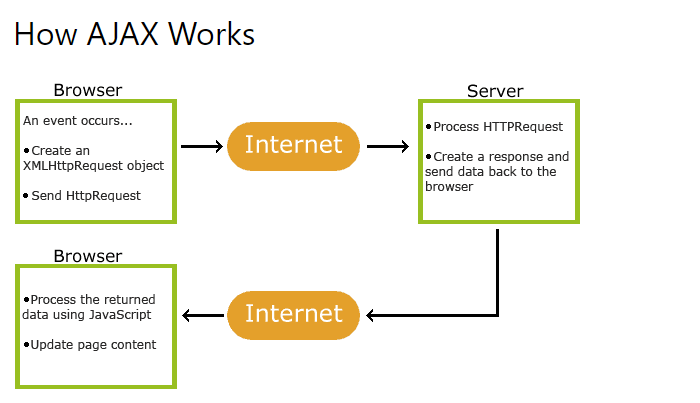 How AJAX Works
Browser
An event occurs...
•Create an
XMLHttpRequest object
• Send HttpRequest
Internet
Server
•Process HTTPRequest
•Create a response and
send data back to the
browser
Browser
•Process the returned
data using JavaScript
•Update page content
Internet